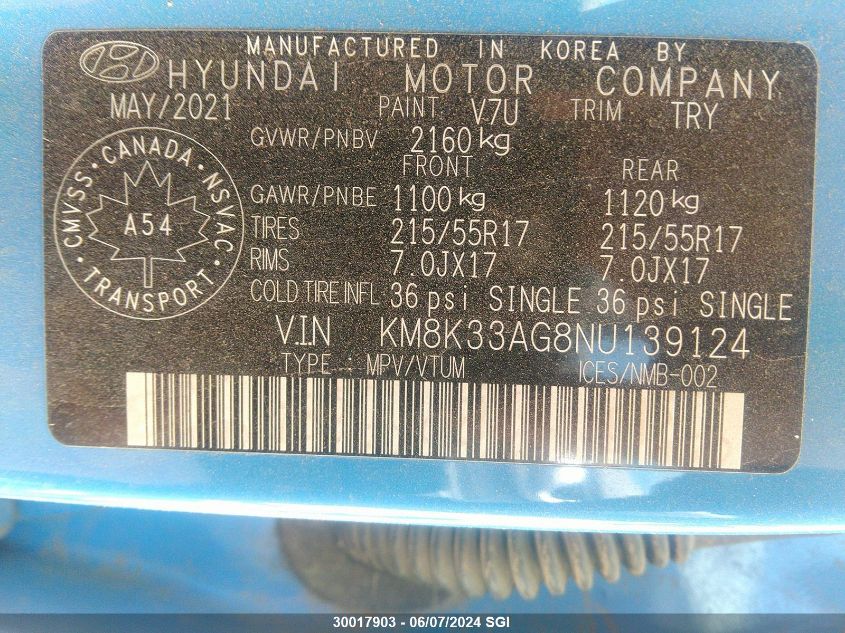 MANUFACTURED IN KOREA BY
HYUNDAI MOTOR COMPANY
MAY/2021 PAINT V7U TRIM TRY
GVWR/PNBV 2160 kg
FRONT REAR
GAWR/PNBE 1100 kg 1120 kg
TIRES 215/55R17 215/55R17
RIMS 7.0JX17 7.0JX17
COLD TIRE INFL 36 psi SINGLE 36 psi SINGLE
V.I.N KM8K33AG8NU139124
TYPE : MPV/VTUM ICES/NMB-002
CMVSS • CANADA • NSVAC • TRANSPORT •
A54
30017903 - 06/07/2024 SGI